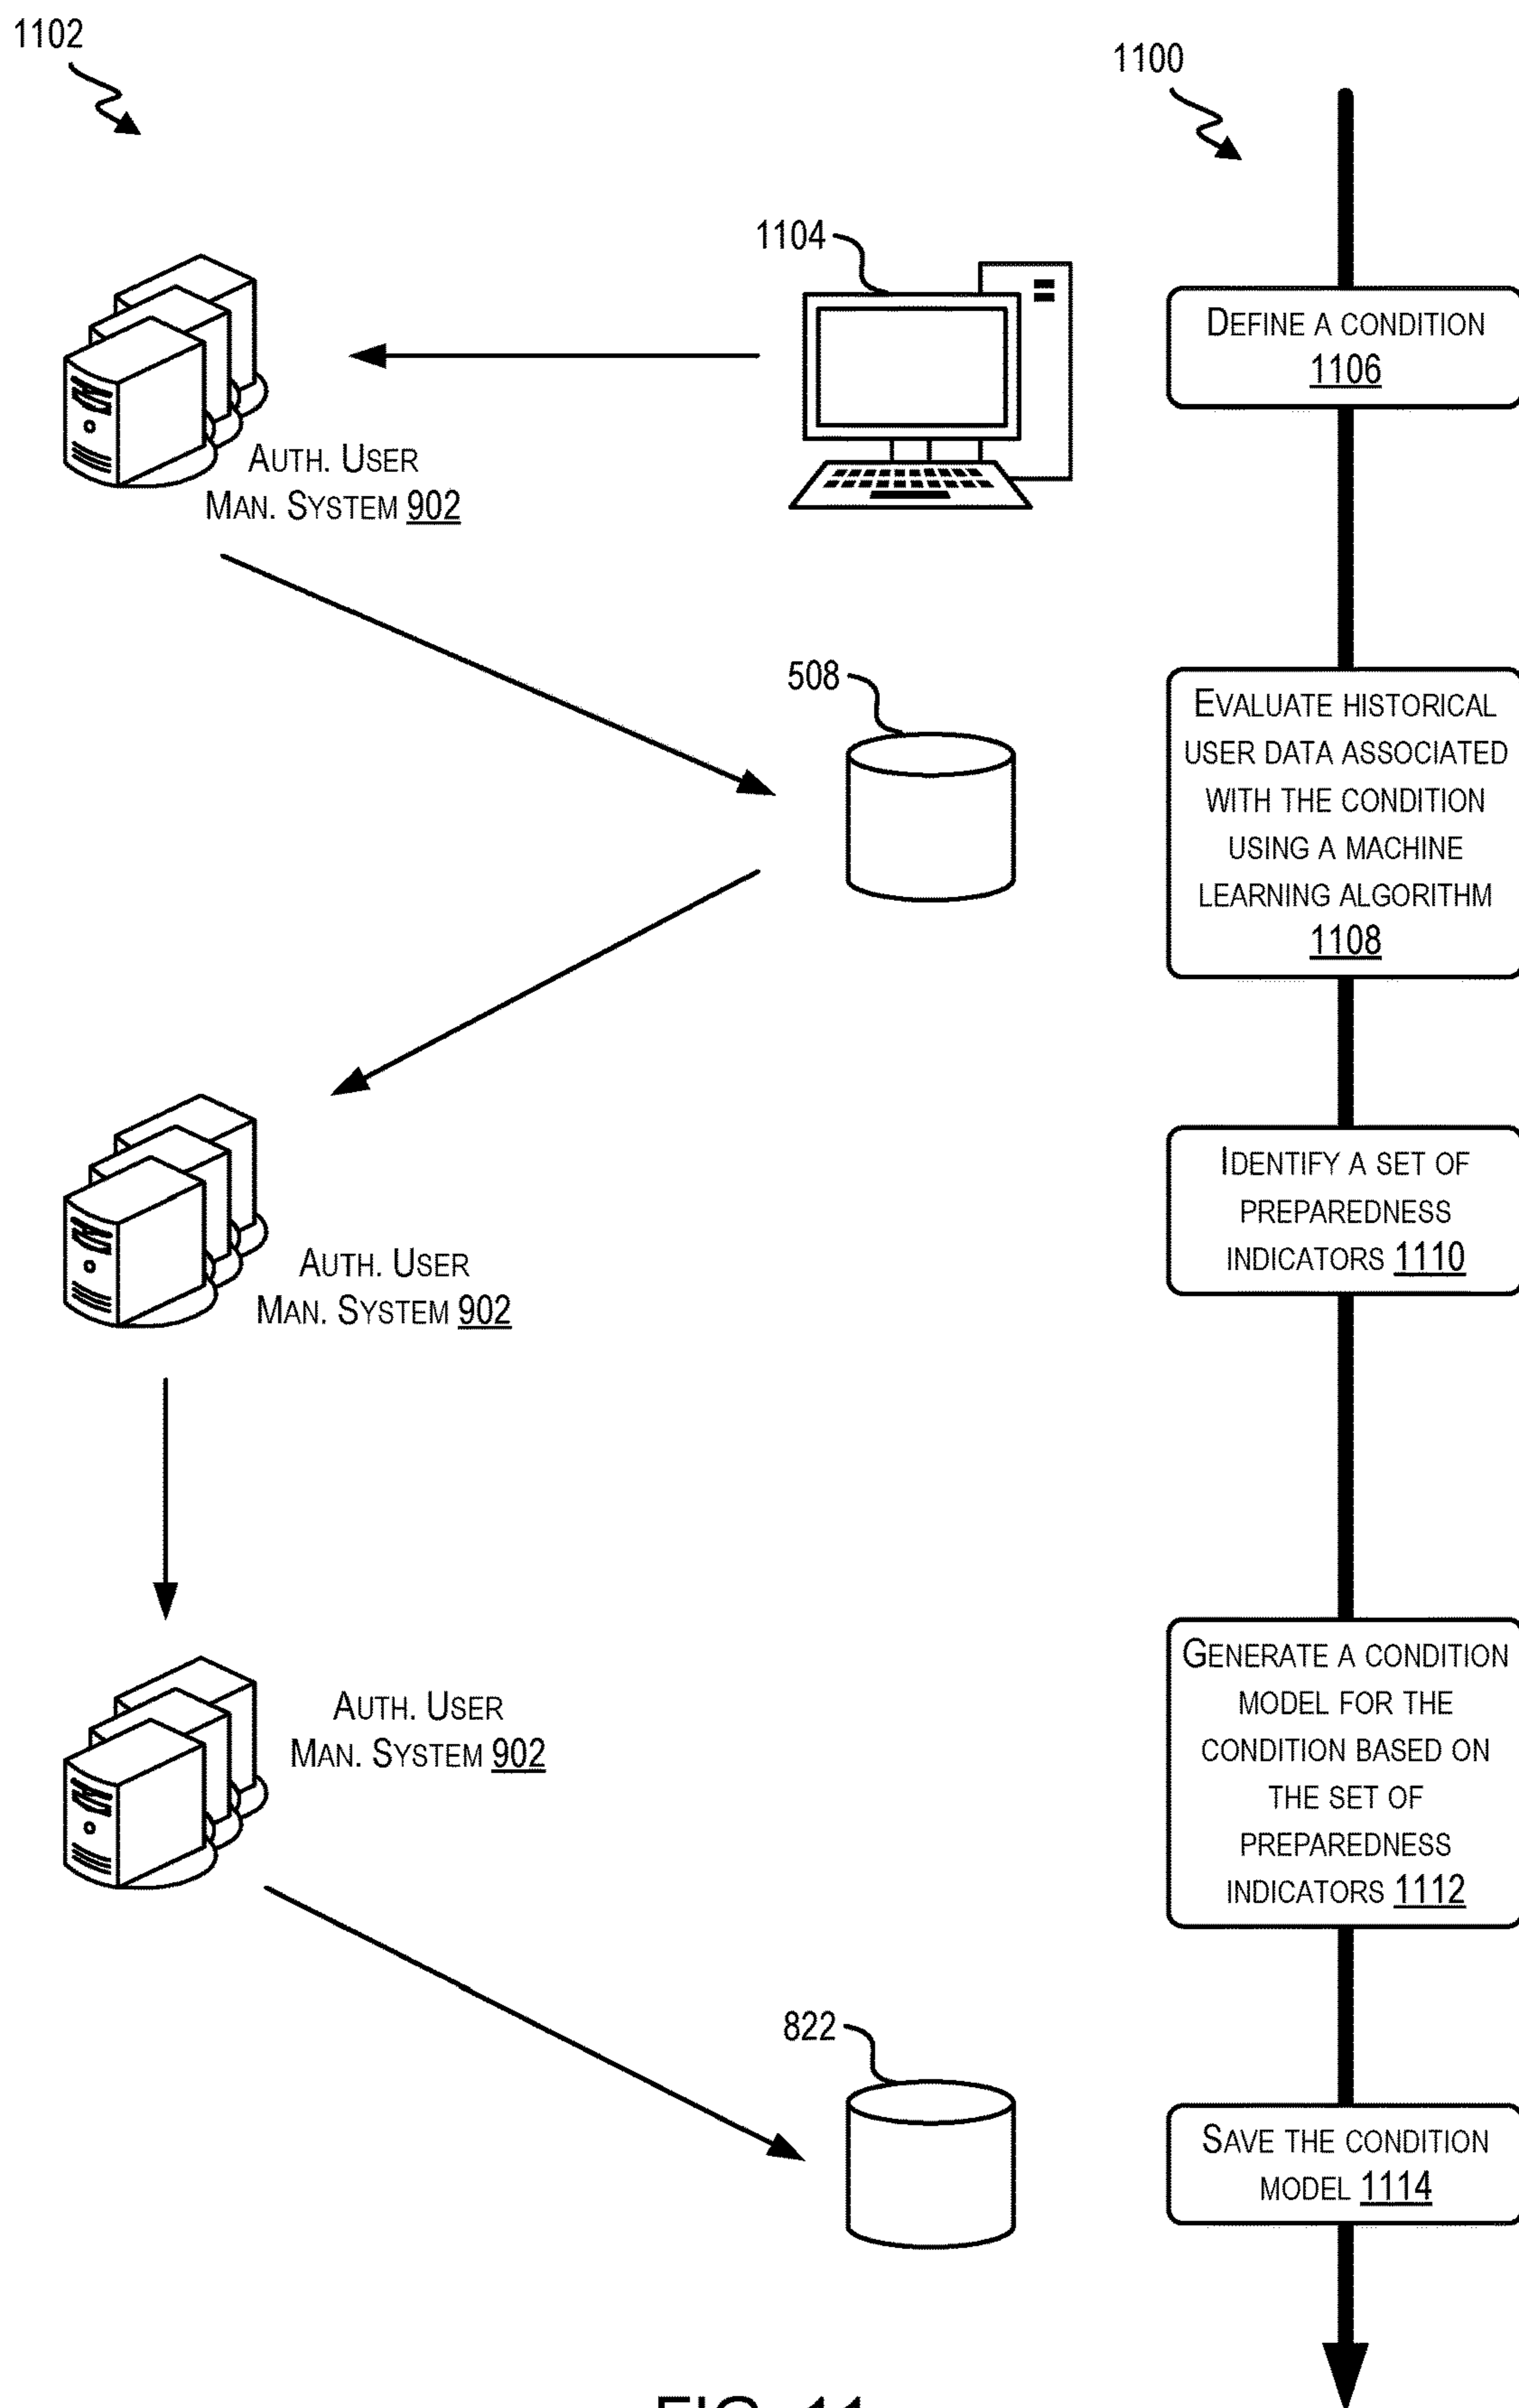 1102
1100
1104
DEFINE A CONDITION
1106
AUTH. USER
MAN. SYSTEM 902
508
EVALUATE HISTORICAL
USER DATA ASSOCIATED
WITH THE CONDITION
USING A MACHINE
LEARNING ALGORITHM
1108
IDENTIFY A SET OF
PREPAREDNESS
INDICATORS 1110
AUTH. USER
MAN. SYSTEM 902
GENERATE A CONDITION
MODEL FOR THE
CONDITION BASED ON
THE SET OF
PREPAREDNESS
INDICATORS 1112
AUTH. USER
MAN. SYSTEM 902
822
SAVE THE CONDITION
MODEL 1114
FIG. 11